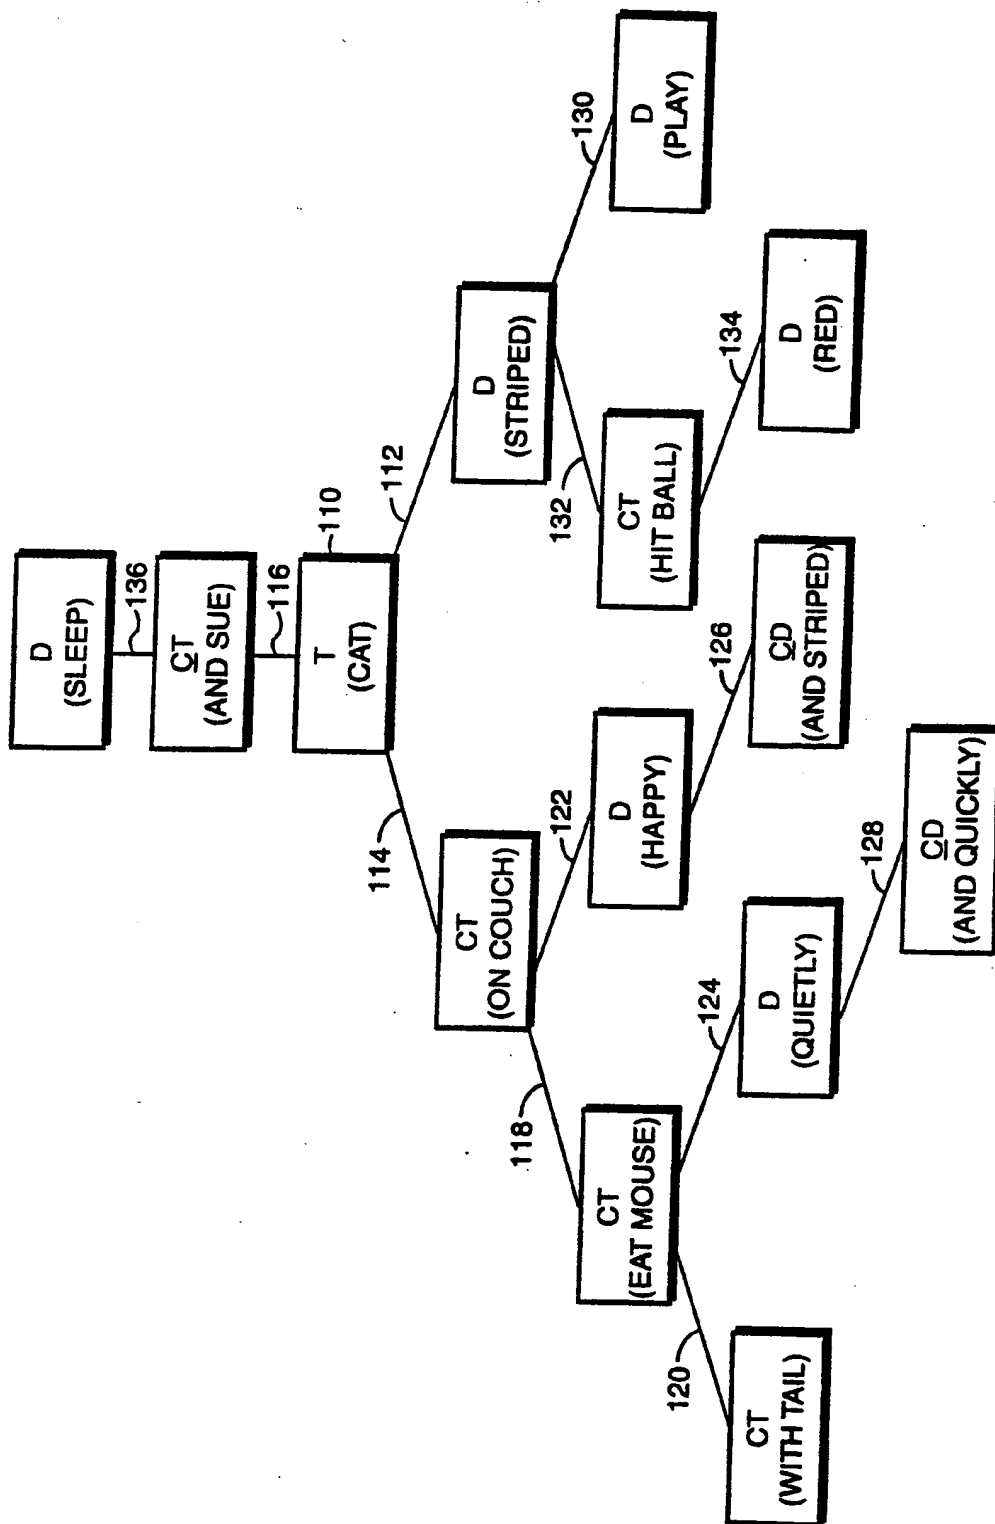 D
(SLEEP)
136
CT
(AND SUE)
116
T
(CAT)
110
114
112
CT
(ON COUCH)
D
(STRIPED)
118
122
132
130
CT
(EAT MOUSE)
D
(HAPPY)
CT
(HIT BALL)
D
(PLAY)
120
124
126
134
CT
(WITH TAIL)
D
(QUIETLY)
CD
(AND STRIPED)
D
(RED)
128
CD
(AND QUICKLY)